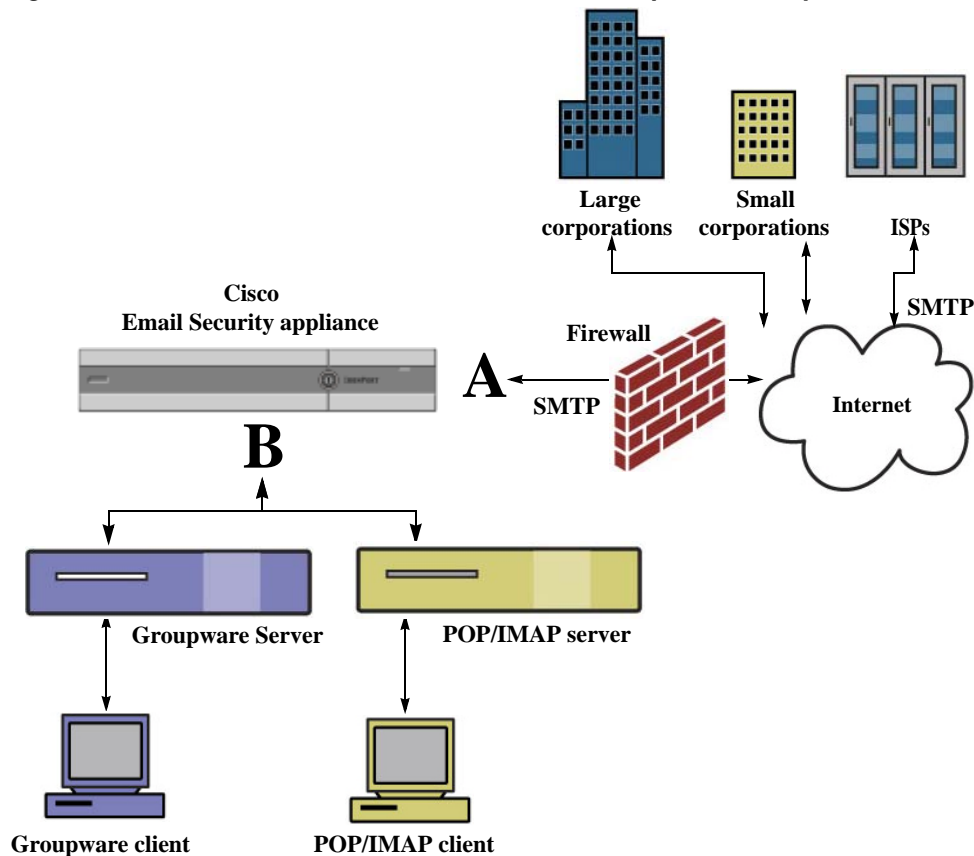 Large
corporations
Small
corporations
ISPs
Cisco
Email Security appliance
SMTP
Firewall
A
SMTP
Internet
B
Groupware Server
POP/IMAP server
Groupware client
POP/IMAP client